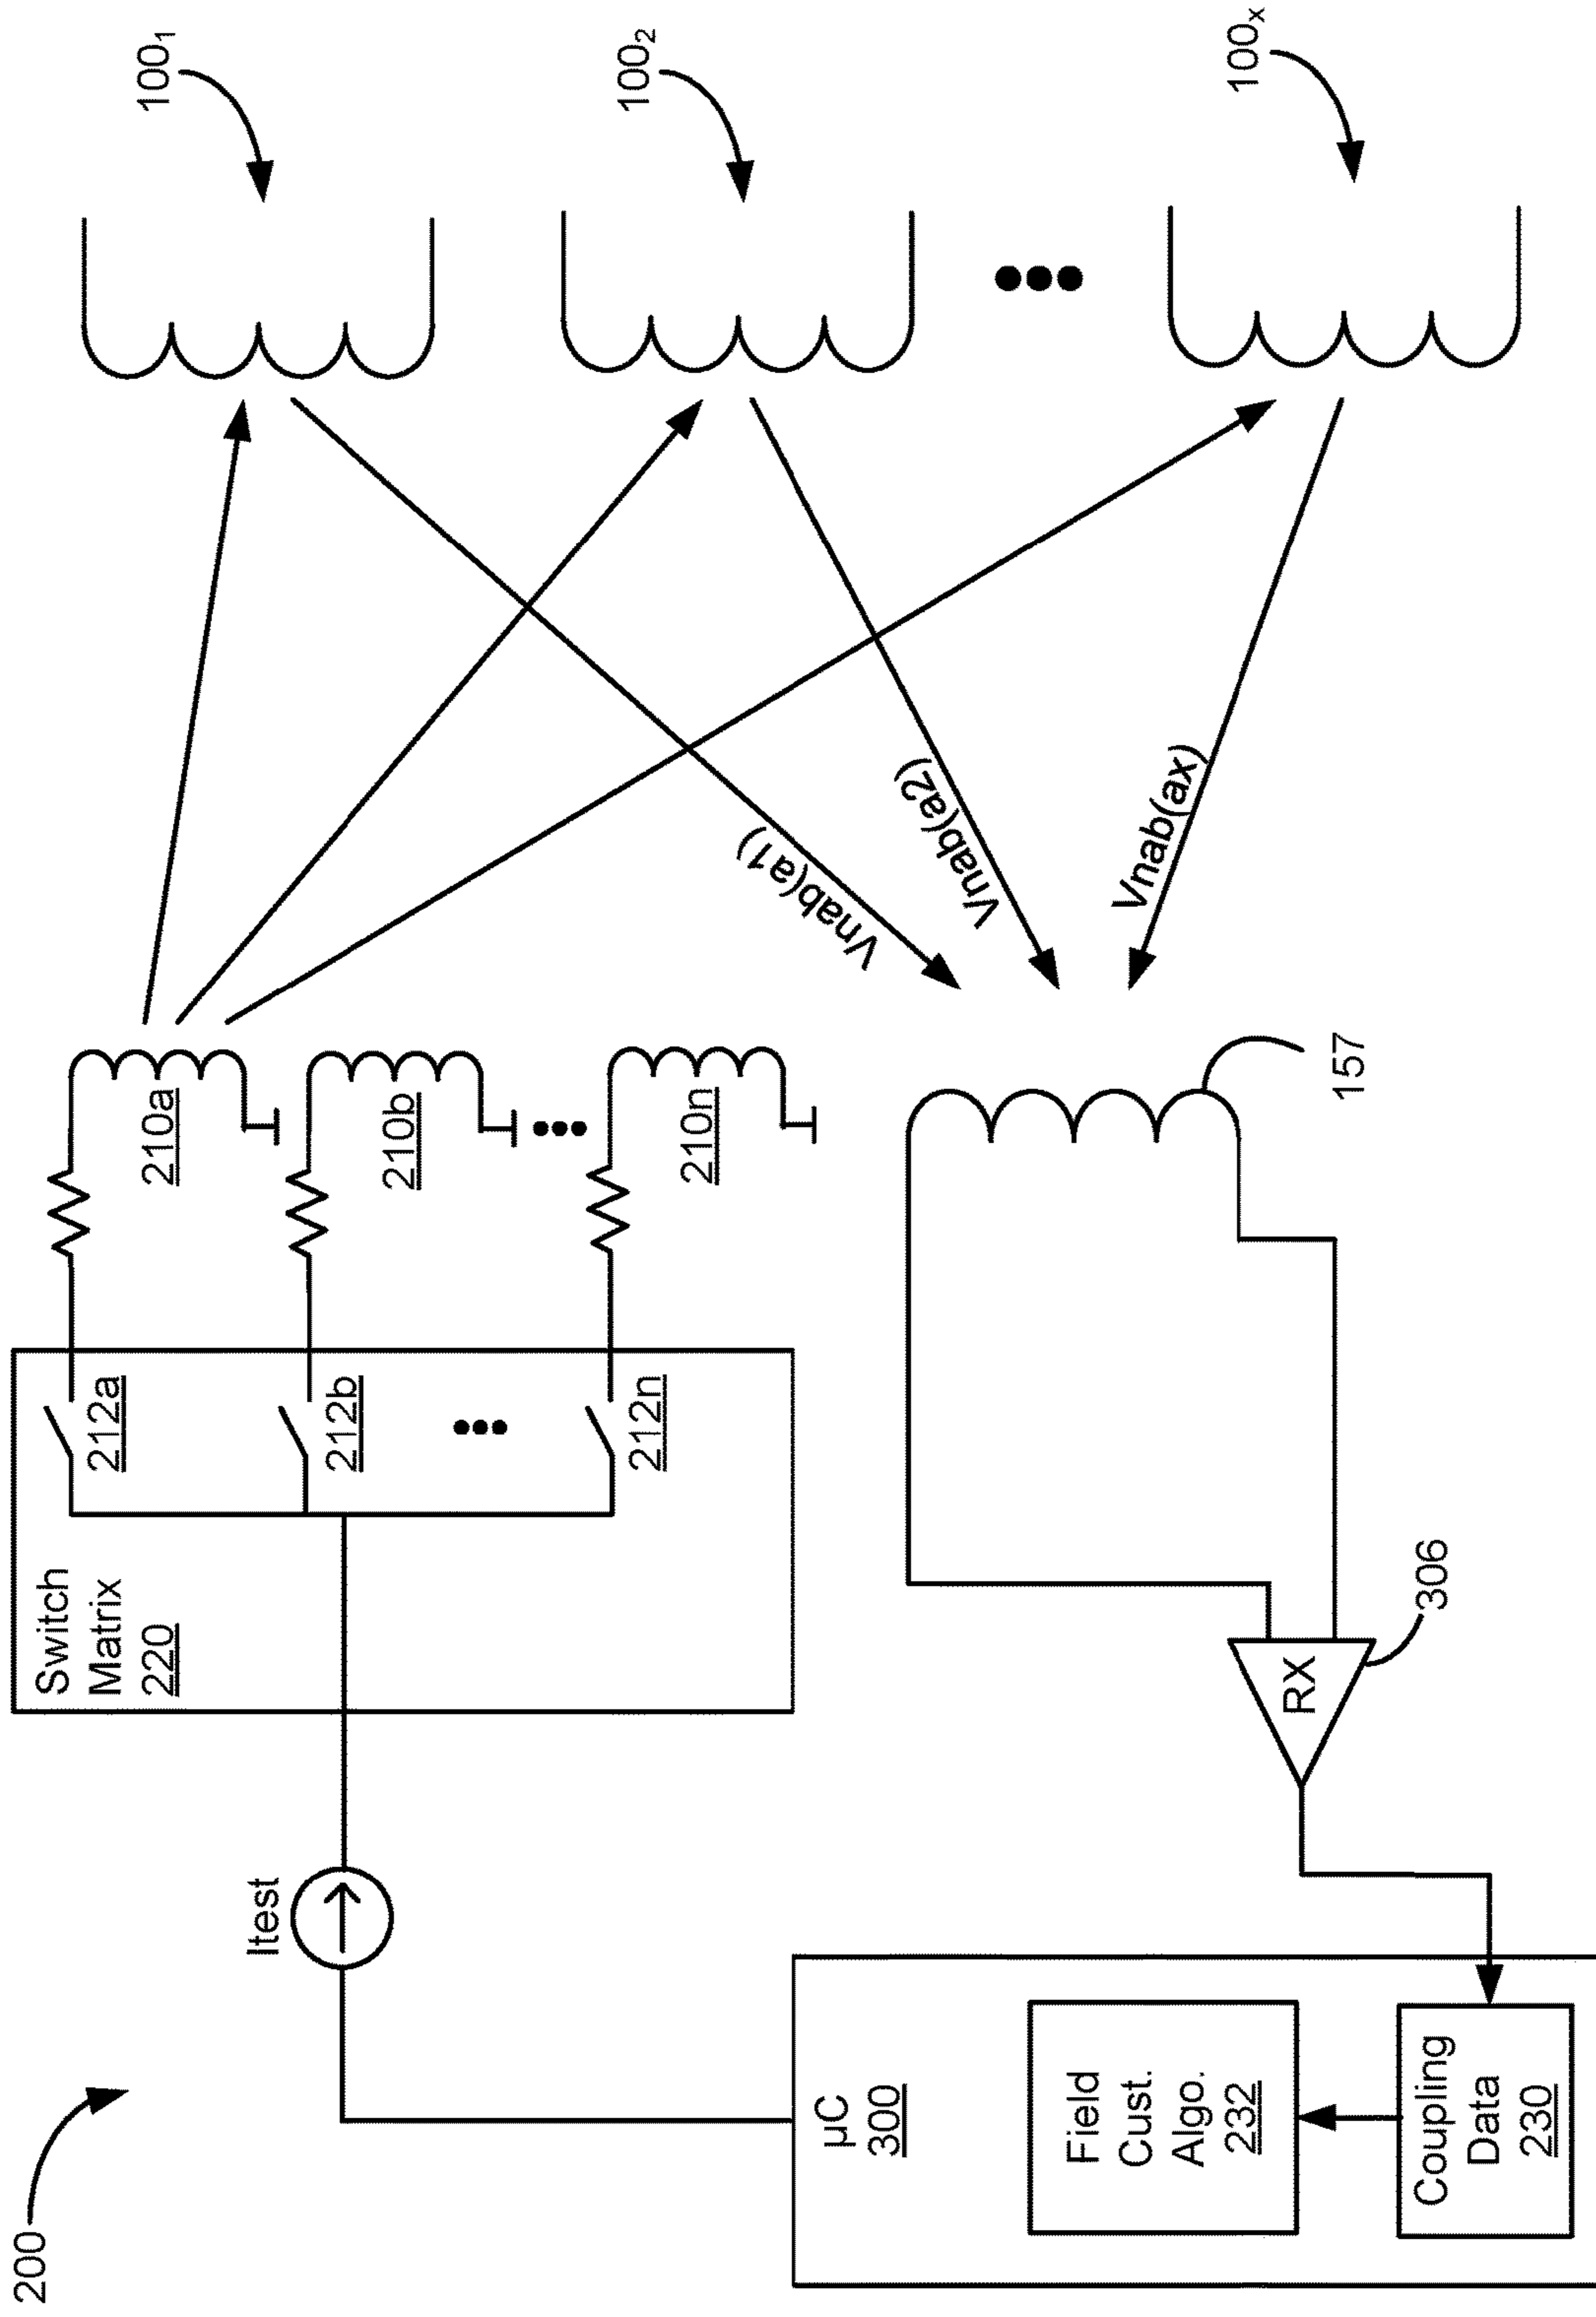 200
Itest
Switch
Matrix
220
212a
212b
212n
210a
210b
210n
100₁
100₂
100ₓ
Vnab(a1)
Vnab(a2)
Vnab(ax)
157
RX
306
µC
300
Field
Cust.
Algo.
232
Coupling
Data
230